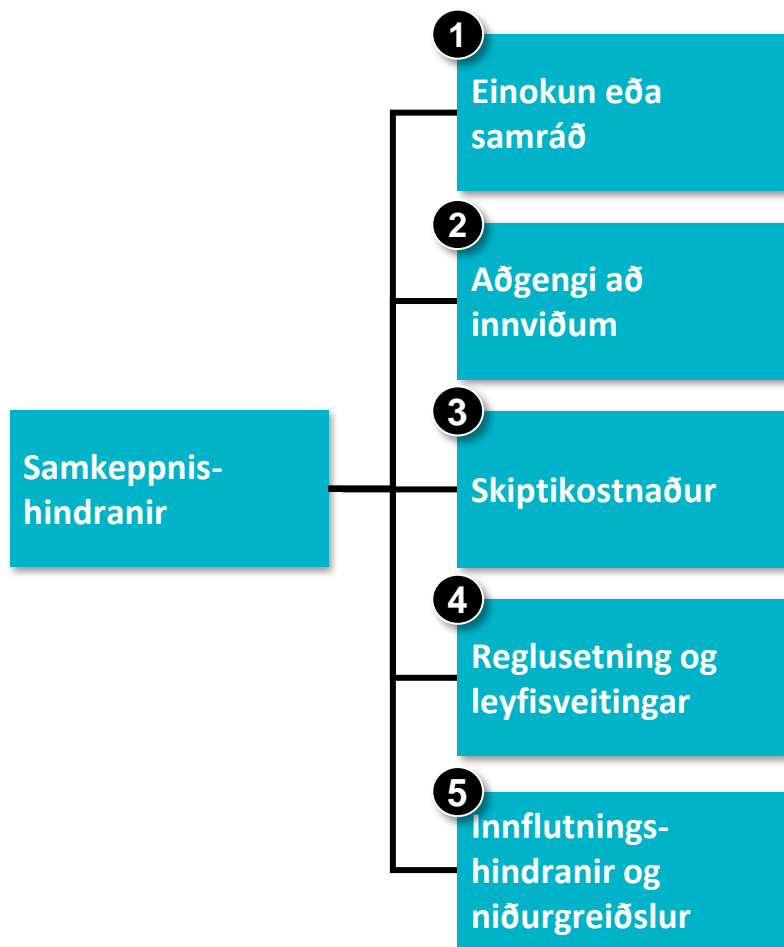 Samkeppnis-
hindranir
1
Einokun eða
samráð
2
Aðgengi að
innviðum
3
Skiptikostnaður
4
Reglusetning og
leyfisveitingar
5
Innflutnings-
hindranir og
niðurgreiðslur